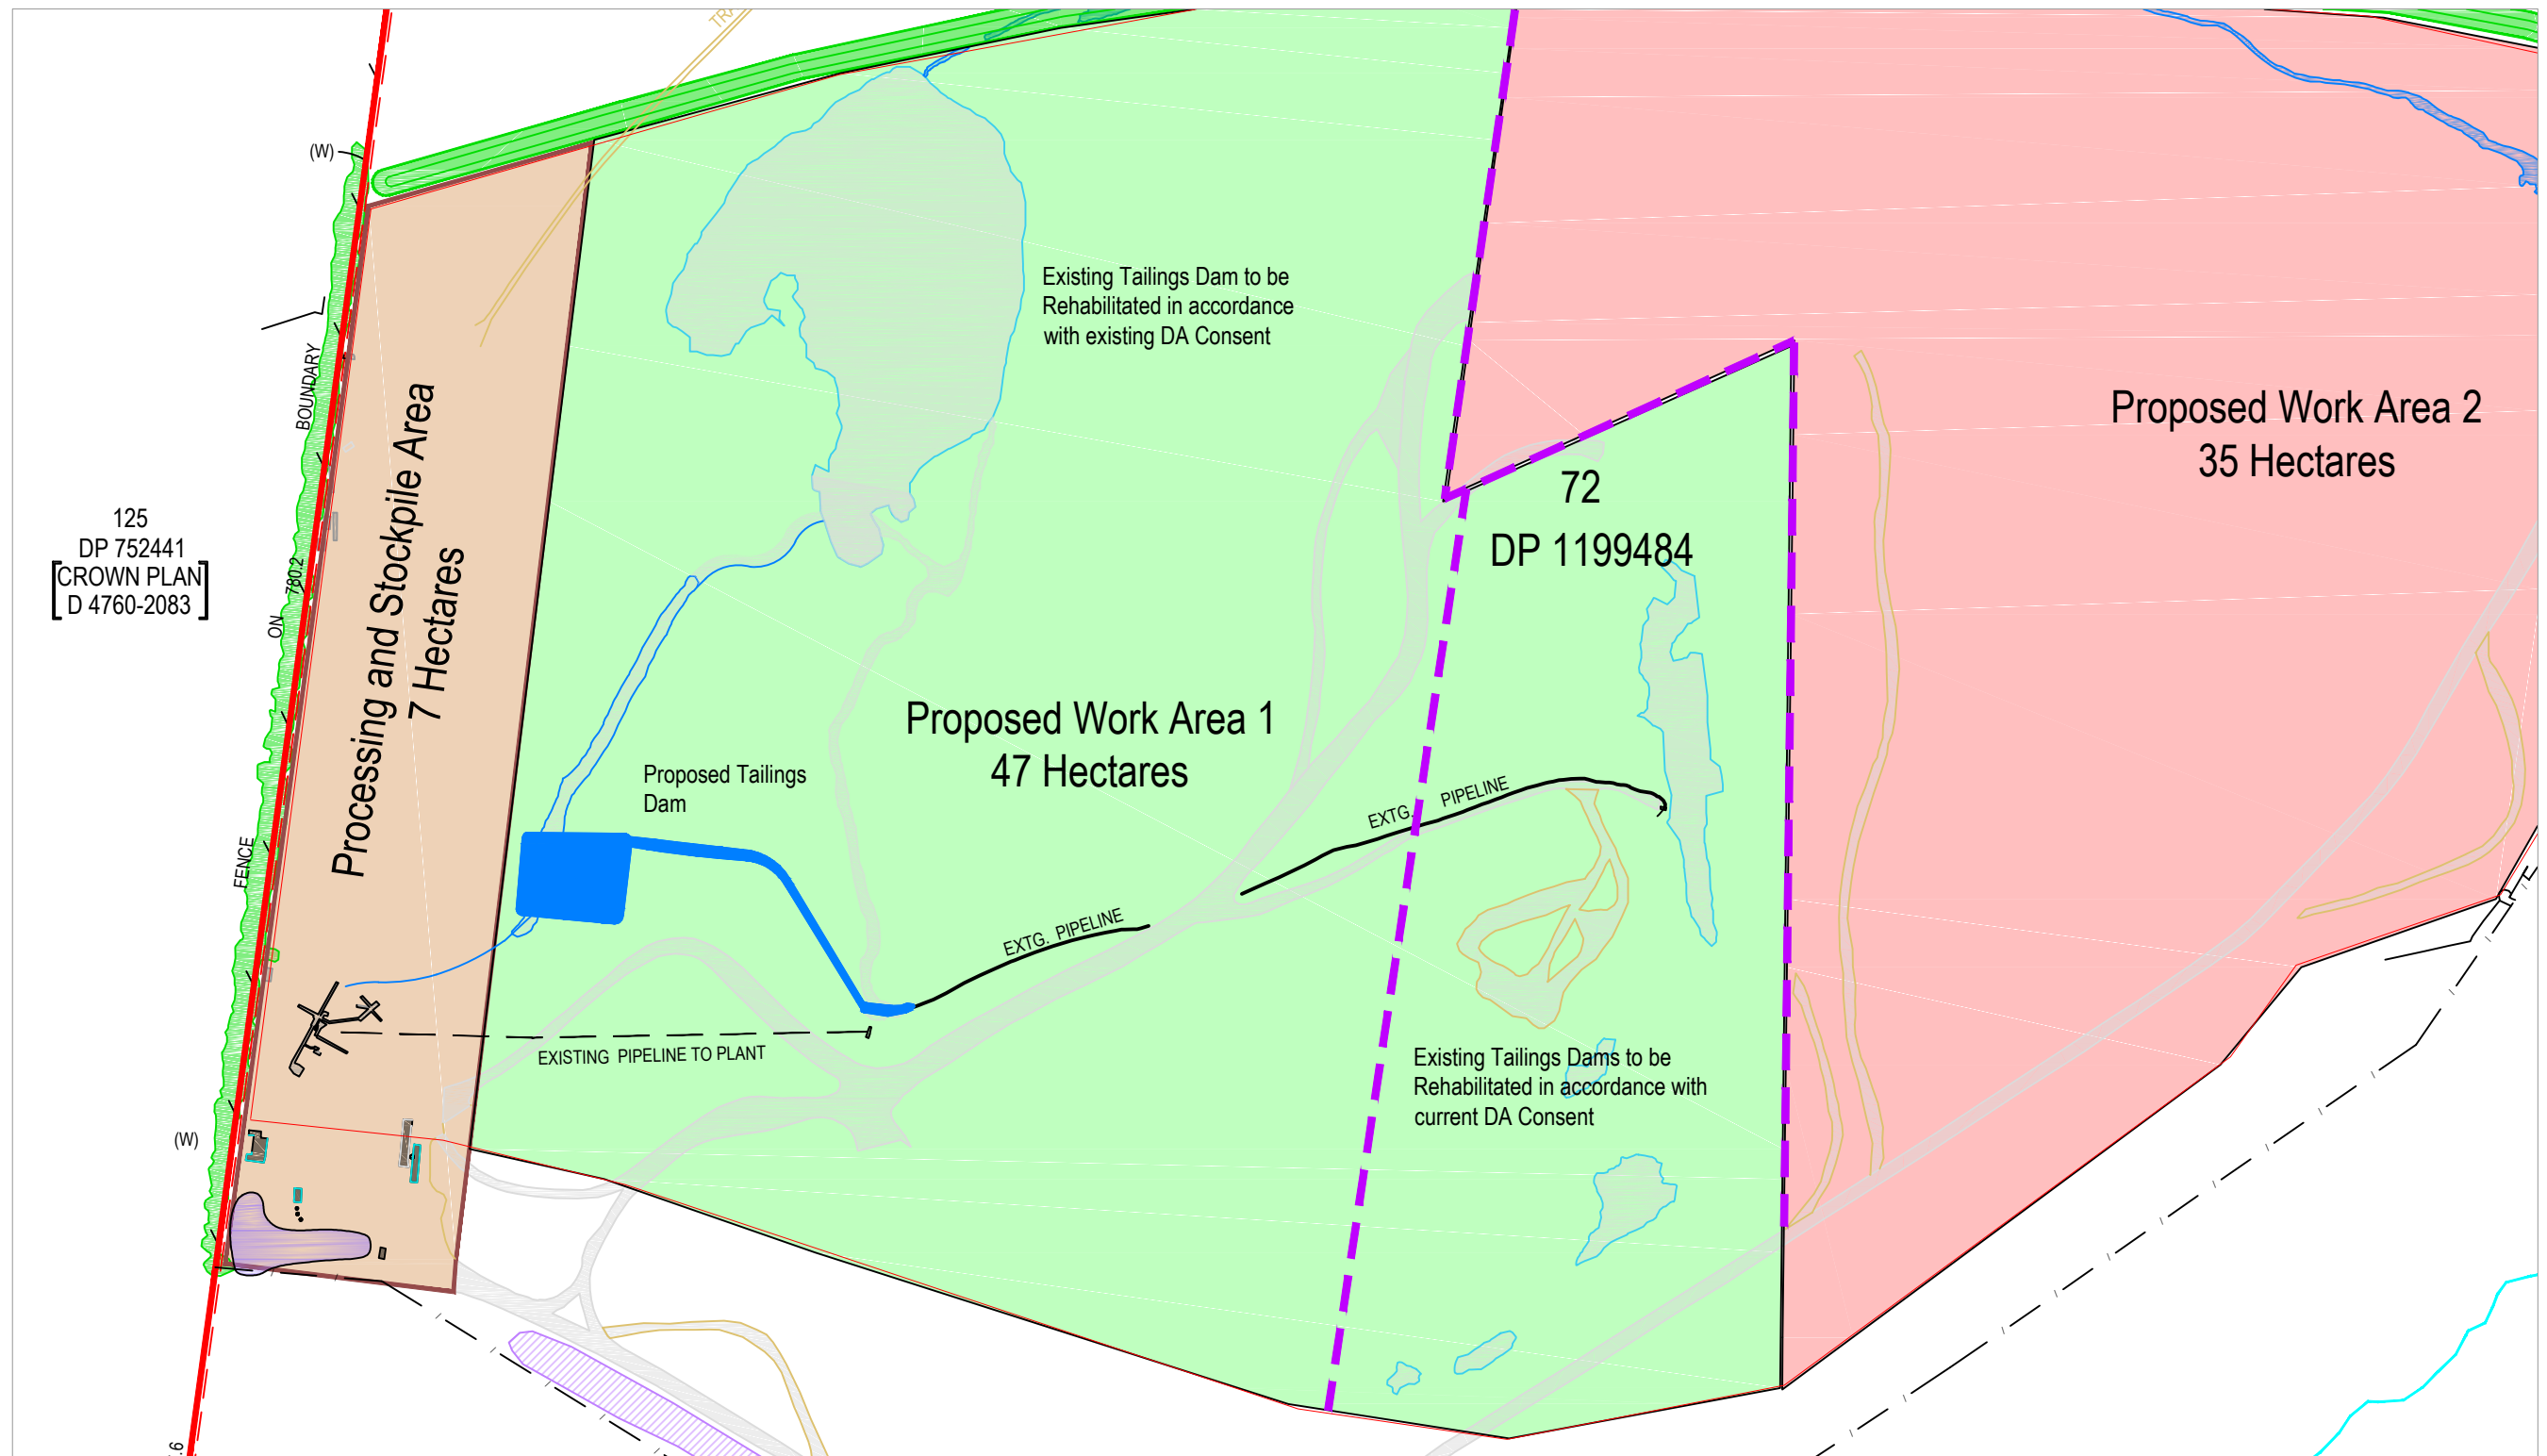 TRA
(W)
Existing Tailings Dam to be
Rehabilitated in accordance
with existing DA Consent
BOUNDARY
Proposed Work Area 2
35 Hectares
72
DP 1199484
125
DP 752441
CROWN PLAN
D 4760-2083
780.2
ON
Processing and Stockpile Area
7 Hectares
Proposed Work Area 1
47 Hectares
Proposed Tailings
Dam
EXTG. PIPELINE
FENCE
EXTG. PIPELINE
EXISTING PIPELINE TO PLANT
Existing Tailings Dams to be
Rehabilitated in accordance with
current DA Consent
(W)
.6